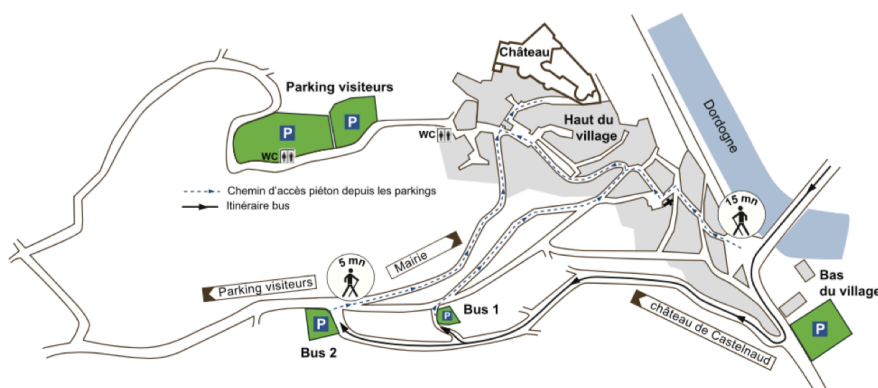 Château
Parking visiteurs
P
P
Haut du
village
WC
WC
Dordogne
Chemin d'accès piéton depuis les parkings
Itinéraire bus
15 mn
5 mn
Mairie
Parking visiteurs
Bas
du village
Bus 1
P
P
Bus 2
château de Castelnaud
P